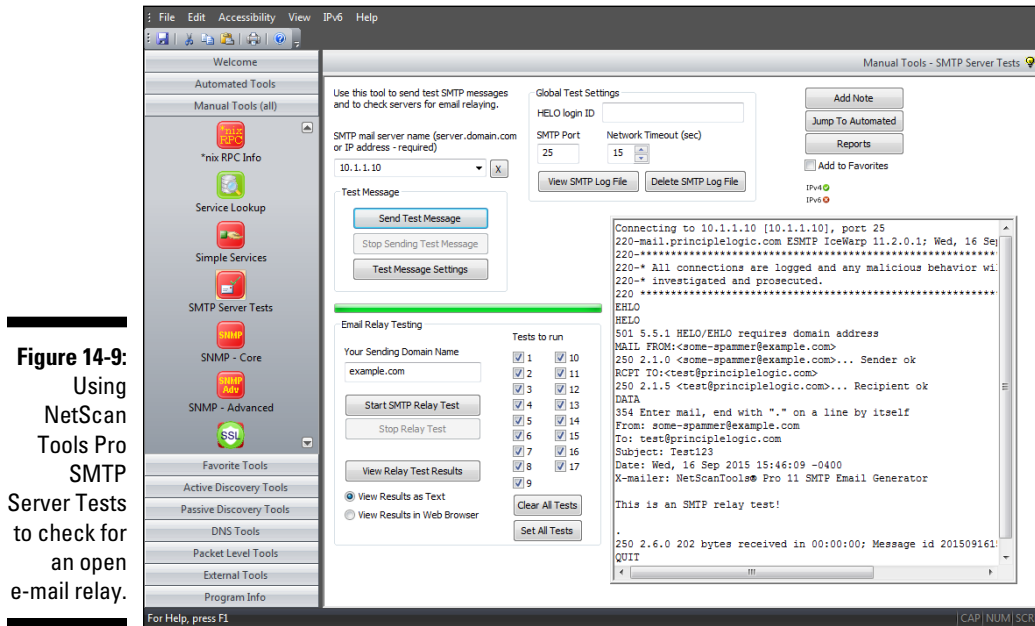 File Edit Accessibility View IPv6 Help
Welcome
Automated Tools
Manual Tools (all)
*nix RPC
*nix RPC Info
Service Lookup
Simple Services
SMTP Server Tests
SNMP
SNMP - Core
SNMP Adv
SNMP - Advanced
SSL
Favorite Tools
Active Discovery Tools
Passive Discovery Tools
DNS Tools
Packet Level Tools
External Tools
Program Info
Manual Tools - SMTP Server Tests
Use this tool to send test SMTP messages
and to check servers for email relaying.
SMTP mail server name (server.domain.com
or IP address - required)
10.1.1.10 X
Test Message
Send Test Message
Stop Sending Test Message
Test Message Settings
Global Test Settings
HELO login ID
SMTP Port Network Timeout (sec)
25 15
View SMTP Log File Delete SMTP Log File
Add Note
Jump To Automated
Reports
Add to Favorites
IPv4
IPv6
Email Relay Testing
Your Sending Domain Name
example.com
Start SMTP Relay Test
Stop Relay Test
View Relay Test Results
View Results as Text
View Results in Web Browser
Tests to run
1 10
2 11
3 12
4 13
5 14
6 15
7 16
8 17
9
Clear All Tests
Set All Tests
Connecting to 10.1.1.10 [10.1.1.10], port 25
220-mail.principlelogic.com ESMTP IceWarp 11.2.0.1; Wed, 16 Sep
220-****************************************************
220-* All connections are logged and any malicious behavior wi
220-* investigated and prosecuted.
220 ****************************************************
EHLO
HELO
501 5.5.1 HELO/EHLO requires domain address
MAIL FROM:<some-spammer@example.com>
250 2.1.0 <some-spammer@example.com>... Sender ok
RCPT TO:<test@principlelogic.com>
250 2.1.5 <test@principlelogic.com>... Recipient ok
DATA
354 Enter mail, end with "." on a line by itself
From: some-spammer@example.com
To: test@principlelogic.com
Subject: Test123
Date: Wed, 16 Sep 2015 15:46:09 -0400
X-mailer: NetScanTools® Pro 11 SMTP Email Generator
This is an SMTP relay test!
.
250 2.6.0 202 bytes received in 00:00:00; Message id 201509161
QUIT
For Help, press F1
CAP NUM SCR
Figure 14-9:
Using
NetScan
Tools Pro
SMTP
Server Tests
to check for
an open
e-mail relay.